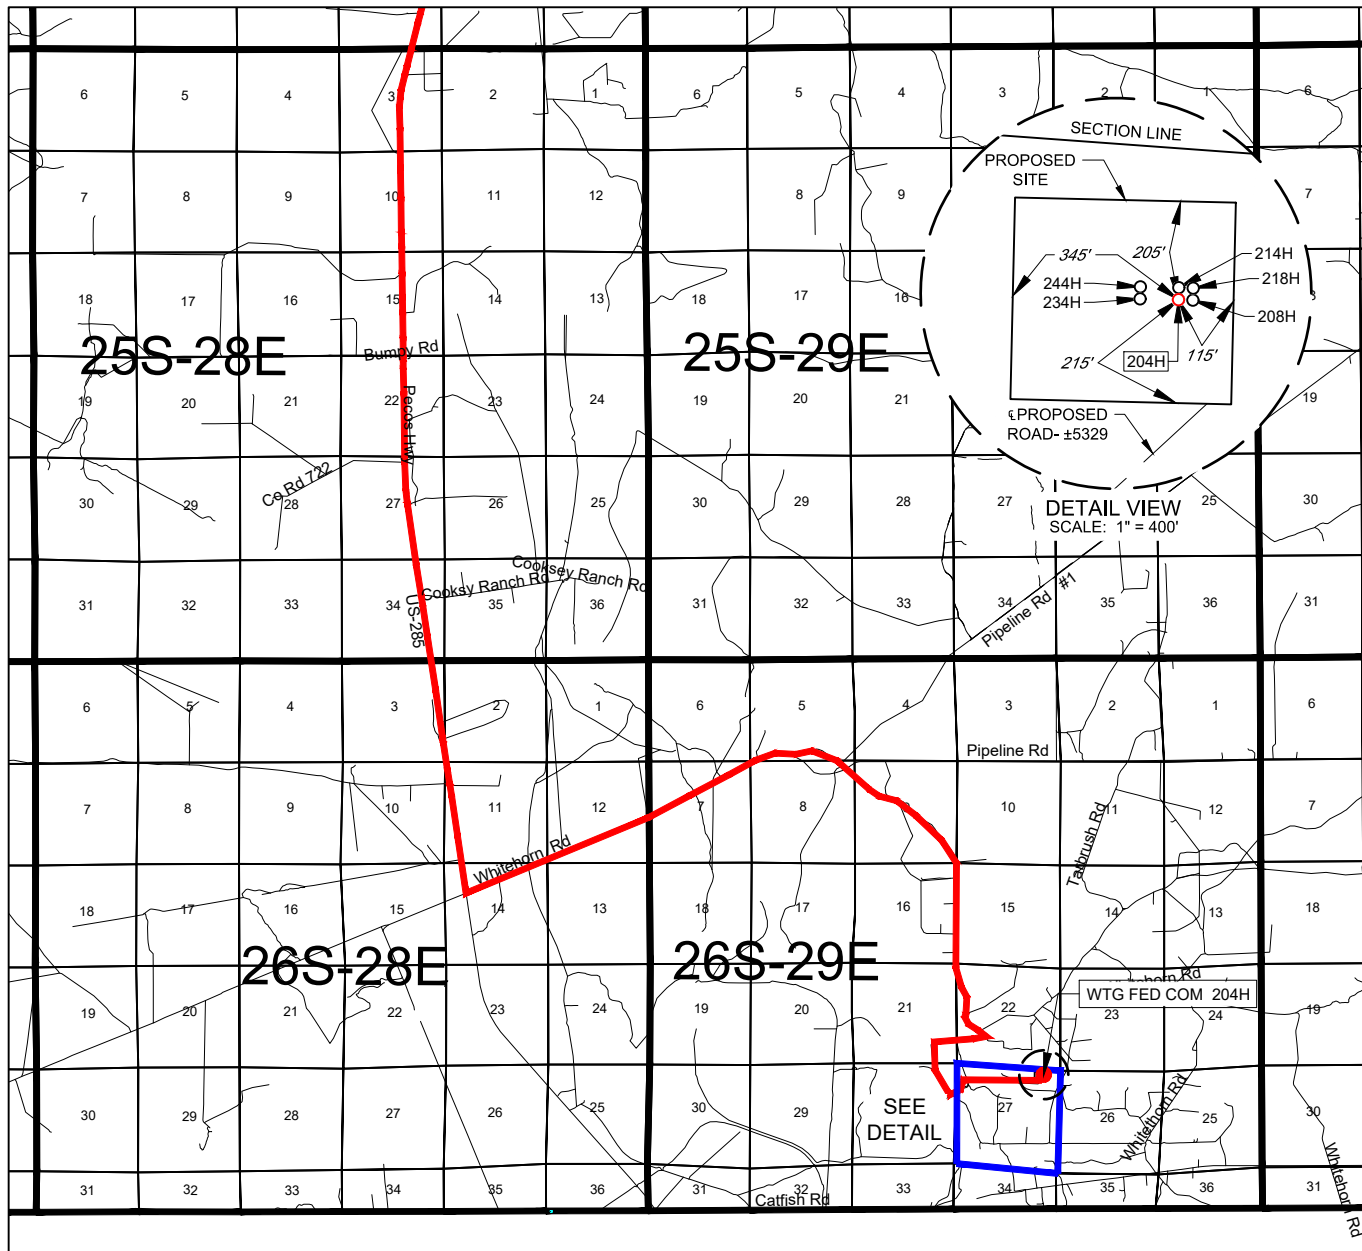 6 5 4 3 2 1 6 5 4 3 2 1 6
SECTION LINE
PROPOSED
SITE
7 8 9 10 11 12 8 9 7
345' 205' 214H
244H 218H
234H 208H
18 17 16 15 14 13 18 17 16
25S-28E Bumpy Rd 25S-29E
215' 204H 115'
19 20 21 22 23 24 19 20 21 19
Pecos Hwy
℄PROPOSED
ROAD- ±5329
Co Rd 722
30 29 28 27 26 25 30 29 28 27 25 30
DETAIL VIEW
SCALE: 1" = 400'
Cooksy Ranch Rd Cooksey Ranch Rd
31 32 33 34 35 36 31 32 33 34 35 36 31
US-285
Pipeline Rd #1
6 5 4 3 2 1 6 5 4 3 2 1 6
Pipeline Rd
7 8 9 10 11 12 7 8 10 11 12 7
Tarbrush Rd
Whitehorn Rd
18 17 16 15 14 13 18 17 16 15 14 13 18
26S-28E 26S-29E
WTG FED COM 204H
19 20 21 22 23 24 19 20 21 22 23 24 19
30 29 28 27 26 25 30 29 27 26 25 30
SEE
DETAIL
Whitethorn Rd
31 32 33 34 35 36 31 32 33 34 35 36 31
Catfish Rd
Whitehorn Rd